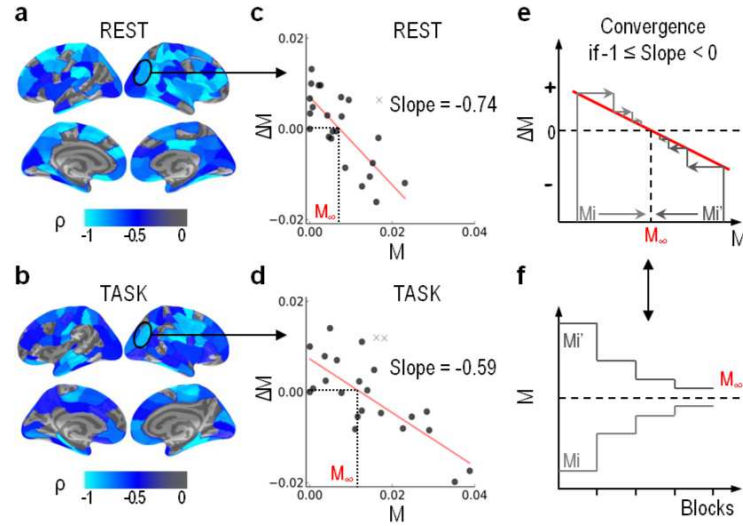 a
REST
ρ
-1
-0.5
0
b
TASK
ρ
-1
-0.5
0
c
REST
0.02
0.00
−0.02
ΔM
Slope = -0.74
M∞
0.00
0.02
0.04
M
d
TASK
0.02
0.00
−0.02
ΔM
Slope = -0.59
M∞
0.00
0.02
0.04
M
e
Convergence
if -1 ≤ Slope < 0
+
0
-
ΔM
Mi
Mi'
M∞
M
f
M
Mi'
Mi
M∞
Blocks